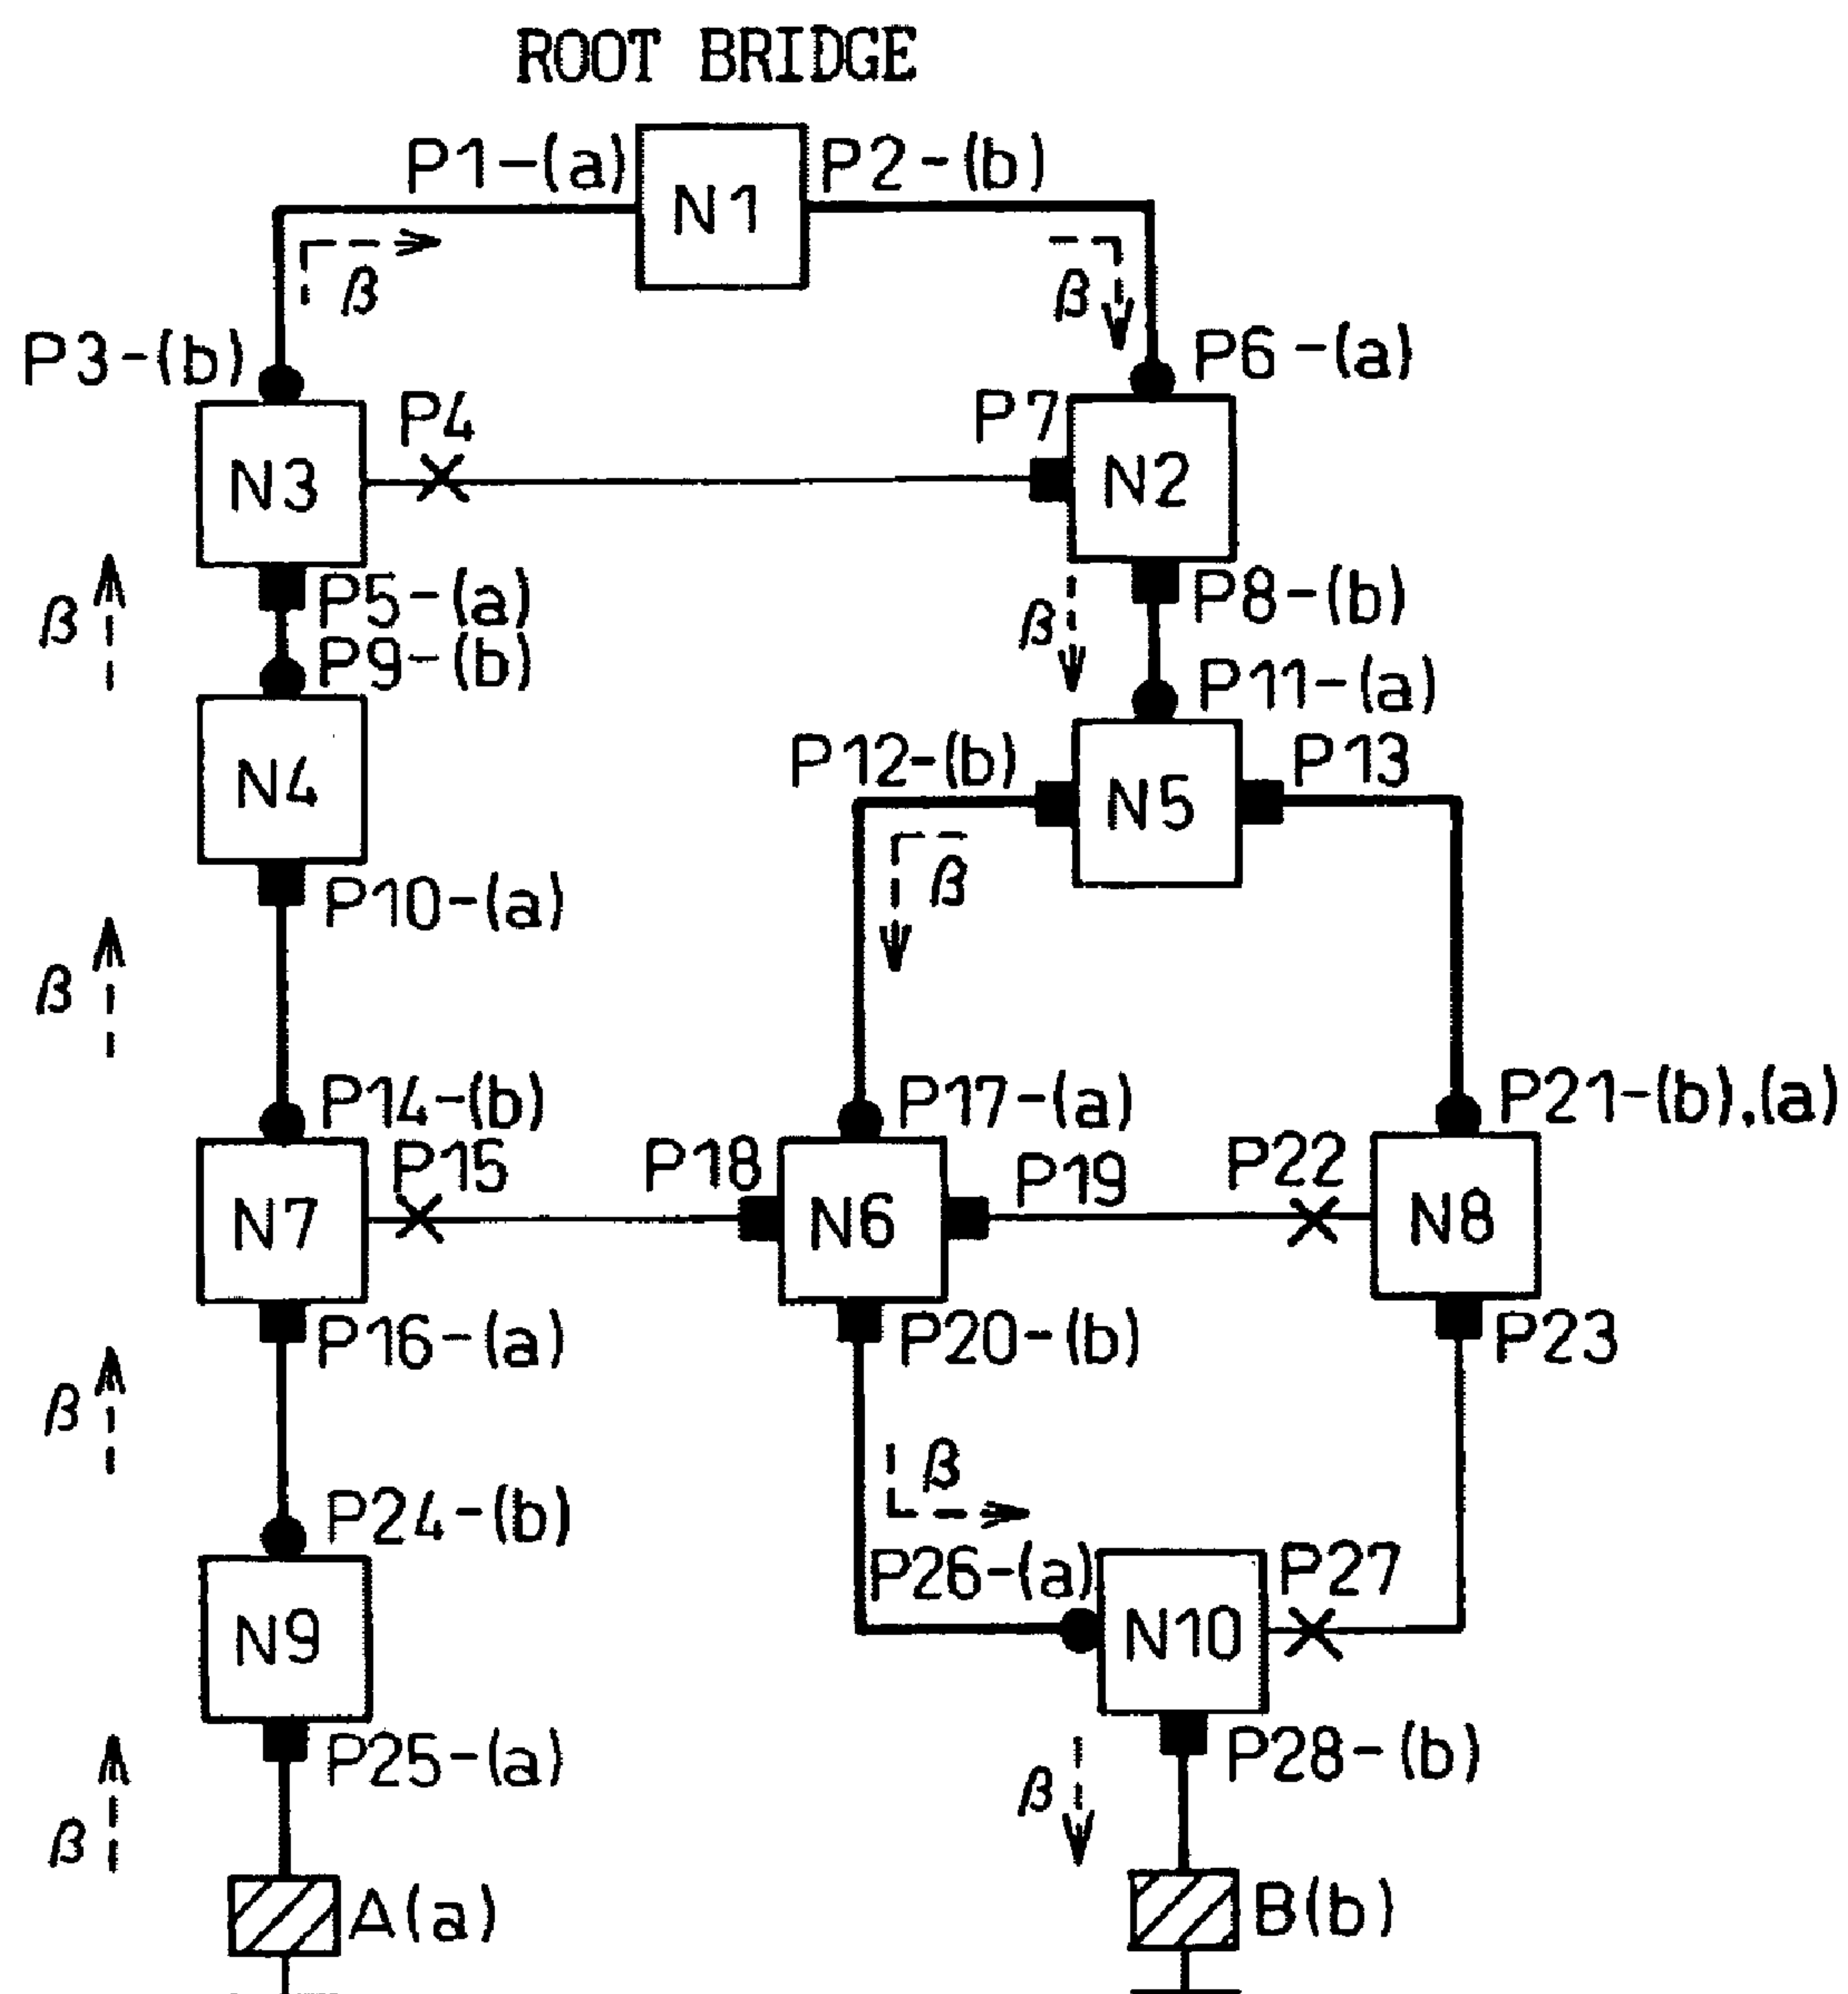 ROOT BRIDGE
P1-(a)
N1
P2-(b)
β
β
P3-(b)
P6-(a)
P4
P7
N3
N2
β
P5-(a)
β
P8-(b)
P9-(b)
P11-(a)
N4
P12-(b)
N5
P13
β
P10-(a)
β
P14-(b)
P17-(a)
P21-(b),(a)
P15
P18
P19
P22
N7
N6
N8
P16-(a)
P20-(b)
P23
β
β
P24-(b)
P26-(a)
P27
N9
N10
P25-(a)
P28-(b)
β
β
A(a)
B(b)